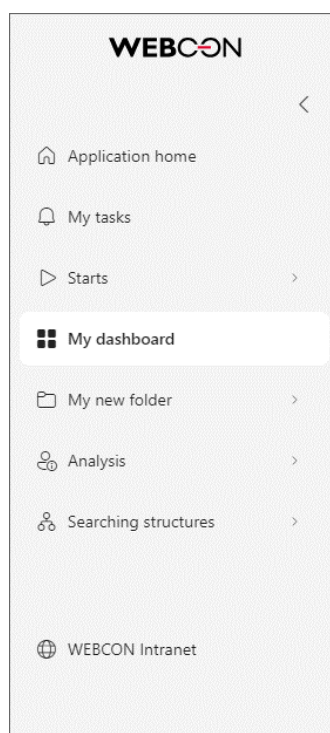 WEBCON
Application home
My tasks
Starts
My dashboard
My new folder
Analysis
Searching structures
WEBCON Intranet